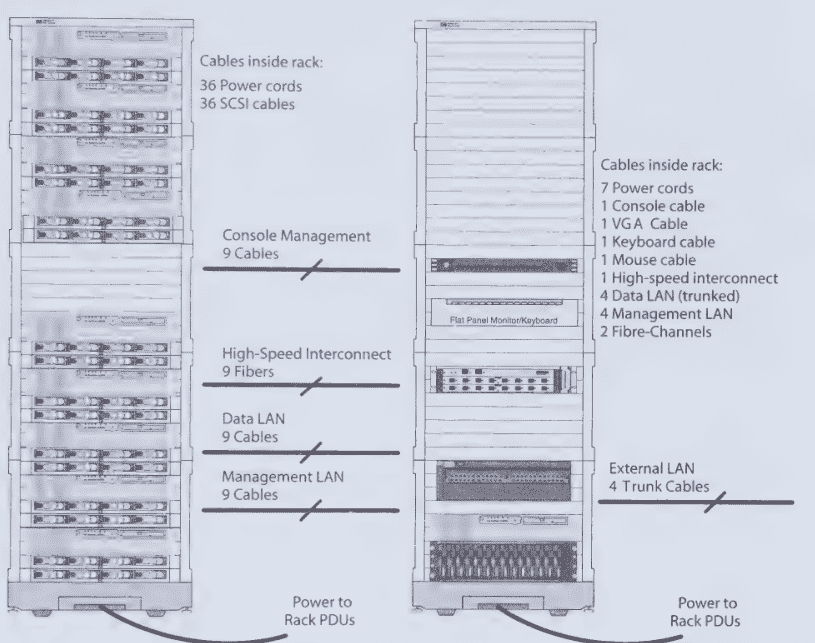 Cables inside rack:
36 Power cords
36 SCSI cables
Console Management
9 Cables
High-Speed Interconnect
9 Fibers
Data LAN
9 Cables
Management LAN
9 Cables
Power to
Rack PDUs
Flat Panel Monitor/Keyboard
Cables inside rack:
7 Power cords
1 Console cable
1 VGA Cable
1 Keyboard cable
1 Mouse cable
1 High-speed interconnect
4 Data LAN (trunked)
4 Management LAN
2 Fibre-Channels
External LAN
4 Trunk Cables
Power to
Rack PDUs